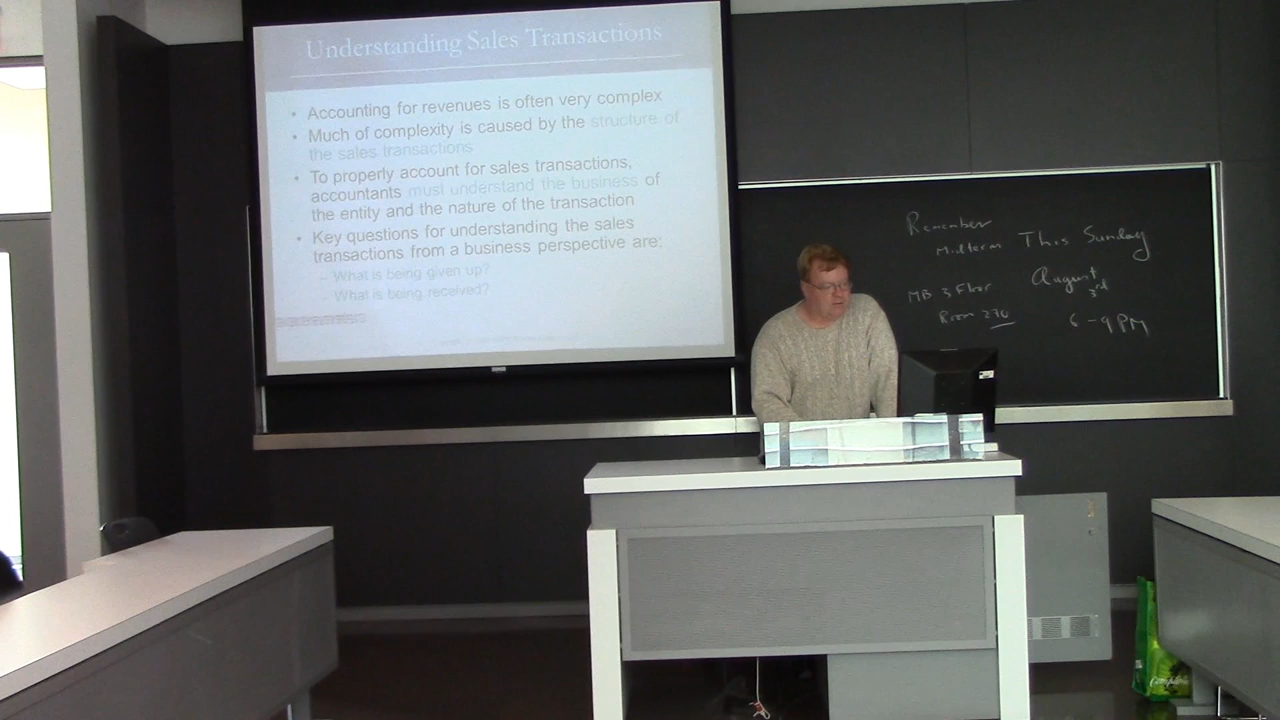 Understanding Sales Transactions
• Accounting for revenues is often very complex
• Much of complexity is caused by the structure of
the sales transactions
• To properly account for sales transactions,
accountants must understand the business of
the entity and the nature of the transaction
• Key questions for understanding the sales
transactions from a business perspective are:
– What is being given up?
– What is being received?
Remember
Midterm This Sunday
August
3rd
MB 3 Floor
Room 270
6-9 PM